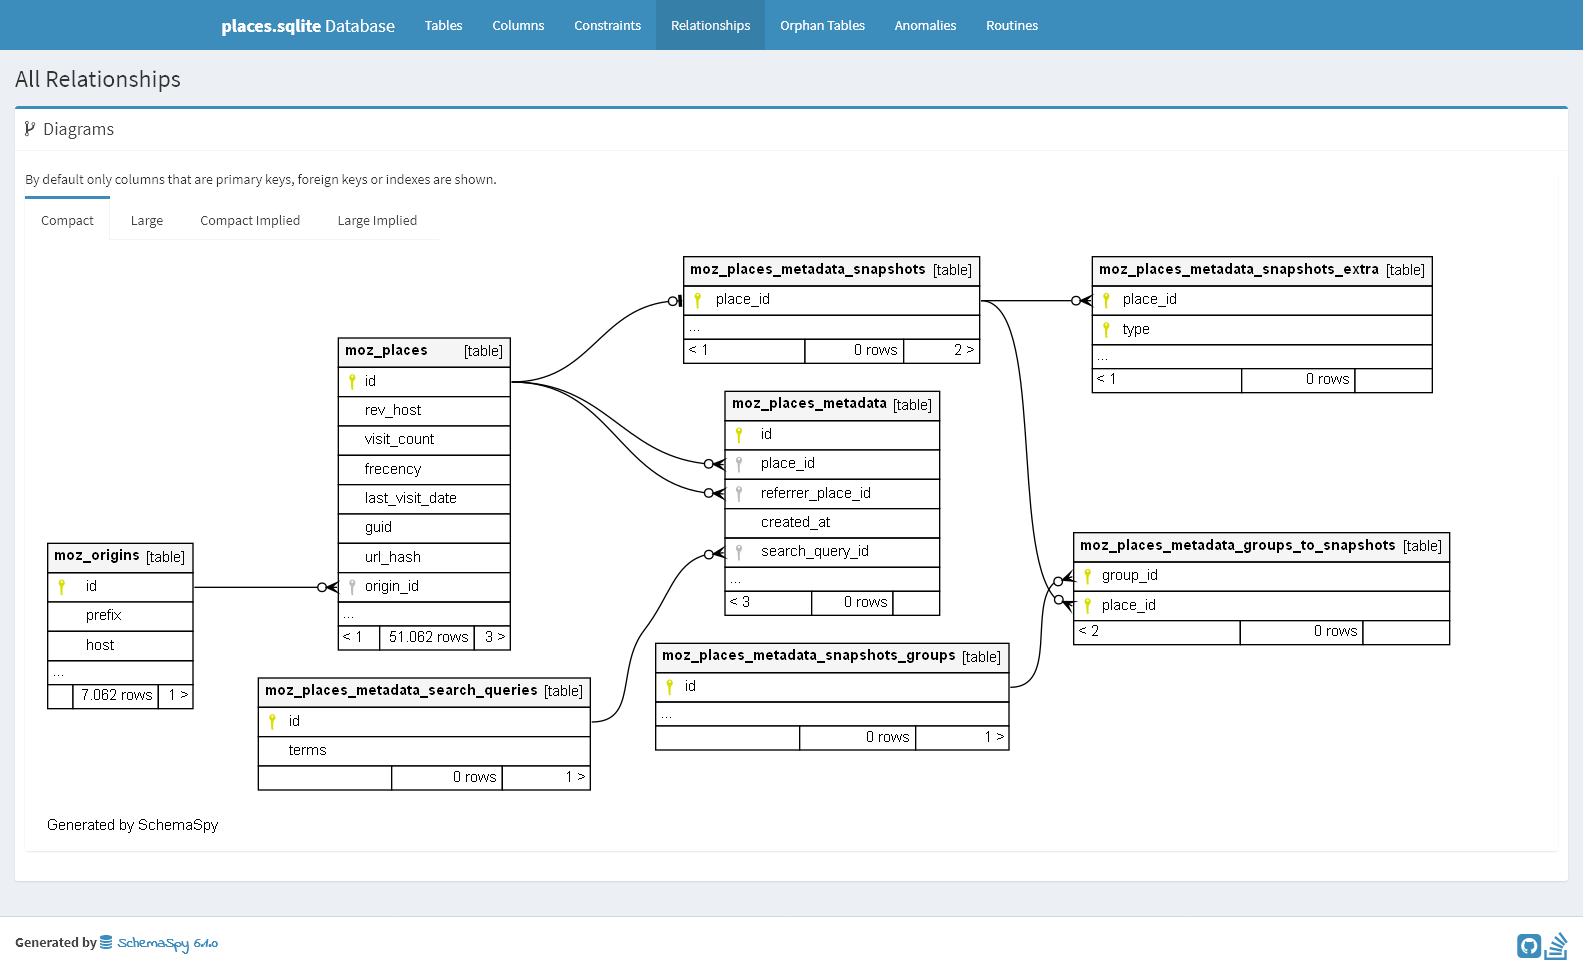 places.sqlite Database Tables Columns Constraints Relationships Orphan Tables Anomalies Routines
All Relationships
Diagrams
By default only columns that are primary keys, foreign keys or indexes are shown.
Compact Large Compact Implied Large Implied
moz_places_metadata_snapshots [table]
place_id
...
< 1 0 rows 2 >
moz_places_metadata_snapshots_extra [table]
place_id
type
...
< 1 0 rows
moz_places [table]
id
rev_host
visit_count
frecency
last_visit_date
guid
url_hash
origin_id
...
< 1 51.062 rows 3 >
moz_places_metadata [table]
id
place_id
referrer_place_id
created_at
search_query_id
...
< 3 0 rows
moz_origins [table]
id
prefix
host
...
7.062 rows 1 >
moz_places_metadata_groups_to_snapshots [table]
group_id
place_id
< 2 0 rows
moz_places_metadata_snapshots_groups [table]
id
...
0 rows 1 >
moz_places_metadata_search_queries [table]
id
terms
0 rows 1 >
Generated by SchemaSpy
Generated by SchemaSpy 6.1.0